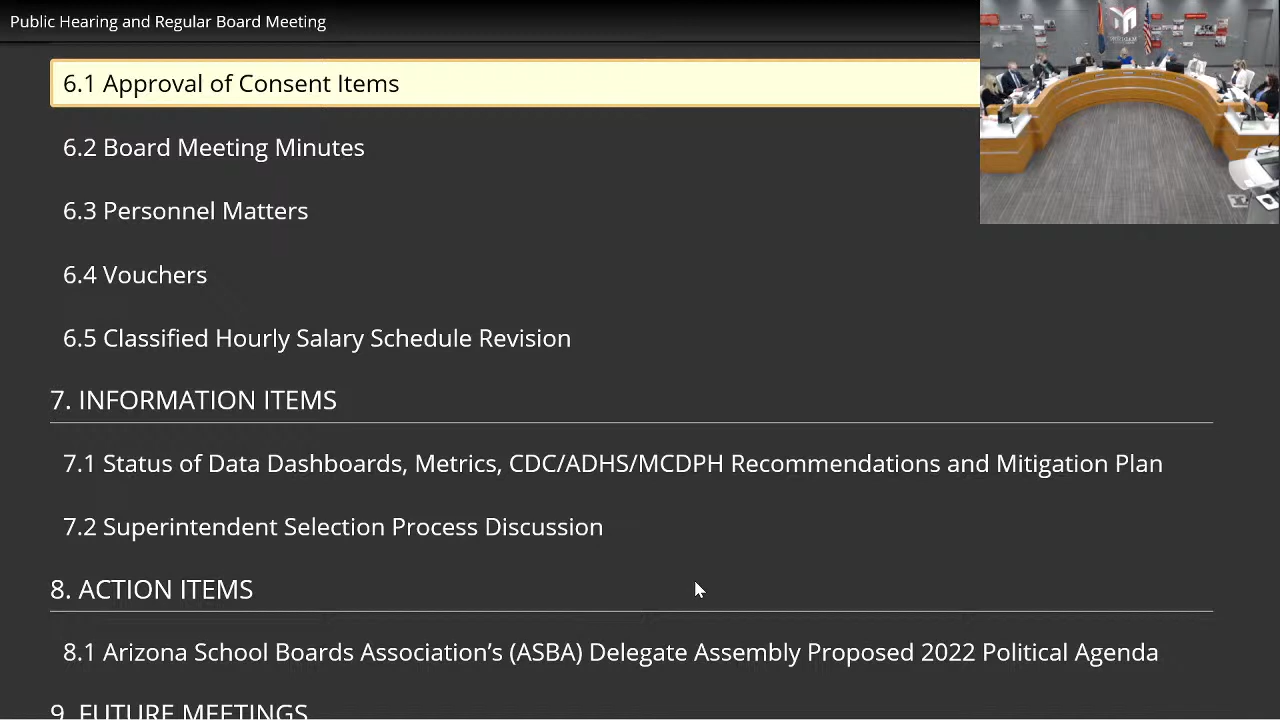 Public Hearing and Regular Board Meeting
6.1 Approval of Consent Items
6.2 Board Meeting Minutes
6.3 Personnel Matters
6.4 Vouchers
6.5 Classified Hourly Salary Schedule Revision
7. INFORMATION ITEMS
7.1 Status of Data Dashboards, Metrics, CDC/ADHS/MCDPH Recommendations and Mitigation Plan
7.2 Superintendent Selection Process Discussion
8. ACTION ITEMS
8.1 Arizona School Boards Association’s (ASBA) Delegate Assembly Proposed 2022 Political Agenda
9. FUTURE MEETINGS